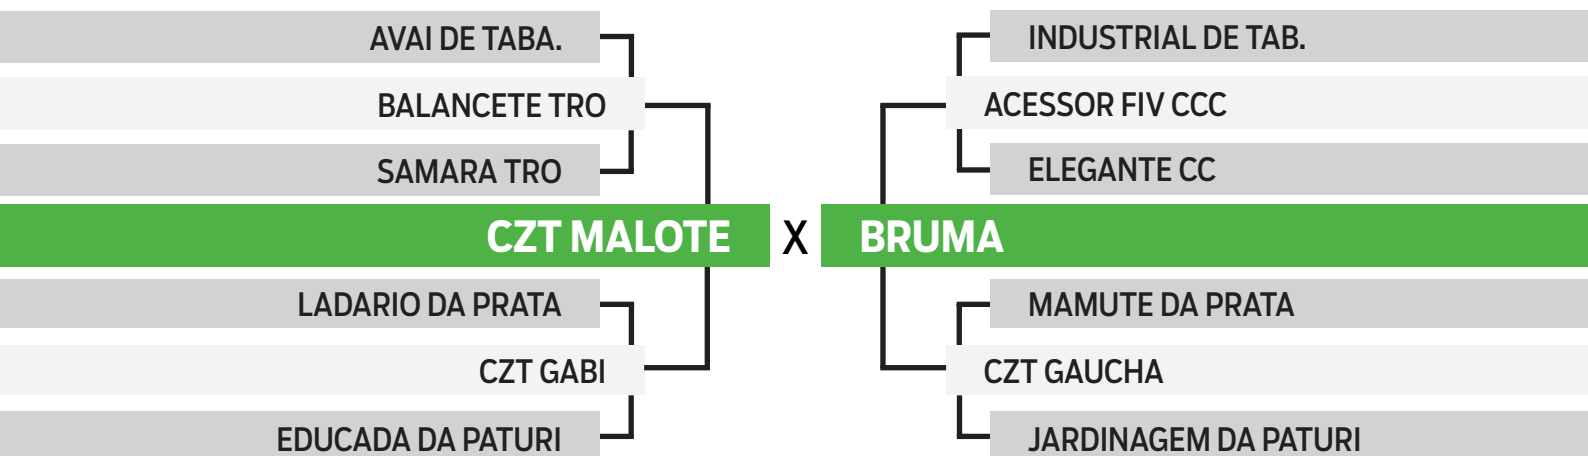 AVAI DE TABA.
BALANCETE TRO
SAMARA TRO
CZT MALOTE X BRUMA
LADARIO DA PRATA
CZT GABI
EDUCADA DA PATURI
INDUSTRIAL DE TAB.
ACESSOR FIV CCC
ELEGANTE CC
MAMUTE DA PRATA
CZT GAUCHA
JARDINAGEM DA PATURI